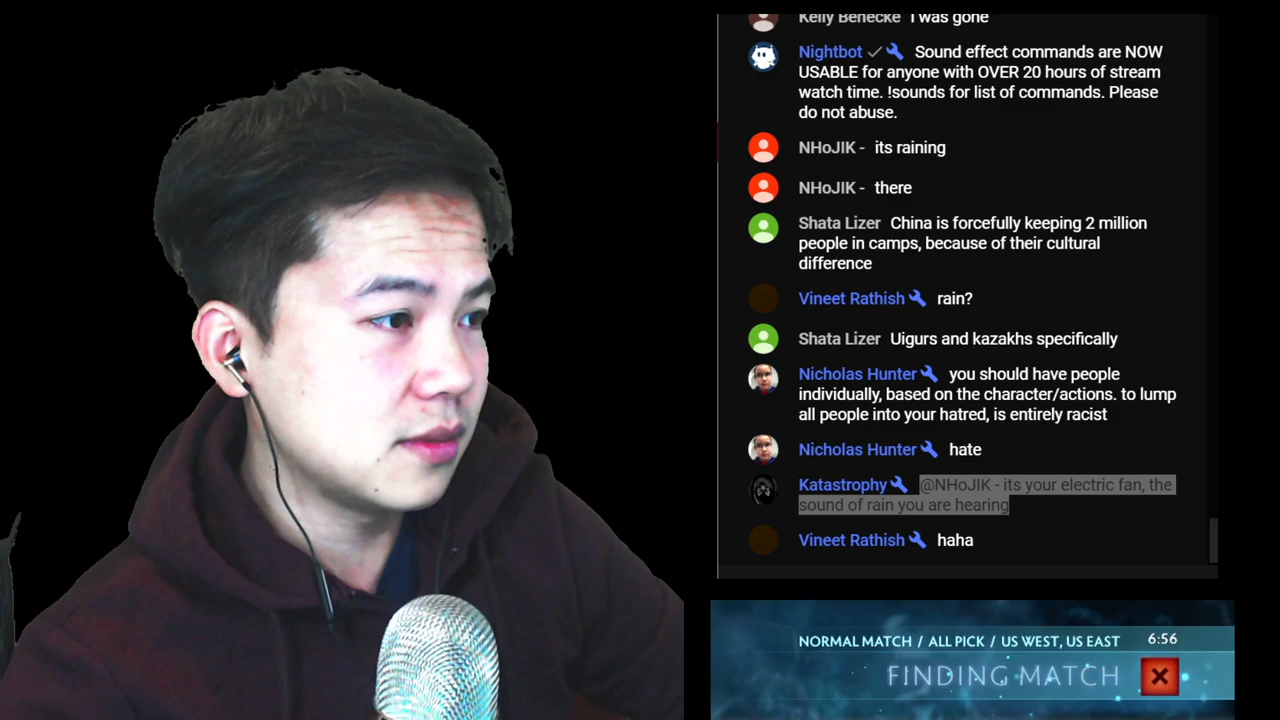 Kelly Benecke I was gone
Nightbot Sound effect commands are NOW
USABLE for anyone with OVER 20 hours of stream
watch time. !sounds for list of commands. Please
do not abuse.
NHoJIK - its raining
NHoJIK - there
Shata Lizer China is forcefully keeping 2 million
people in camps, because of their cultural
difference
Vineet Rathish rain?
Shata Lizer Uigurs and kazakhs specifically
Nicholas Hunter you should have people
individually, based on the character/actions. to lump
all people into your hatred, is entirely racist
Nicholas Hunter hate
Katastrophy @NHoJIK - its your electric fan, the
sound of rain you are hearing
Vineet Rathish haha
NORMAL MATCH / ALL PICK / US WEST, US EAST 6:56
FINDING MATCH